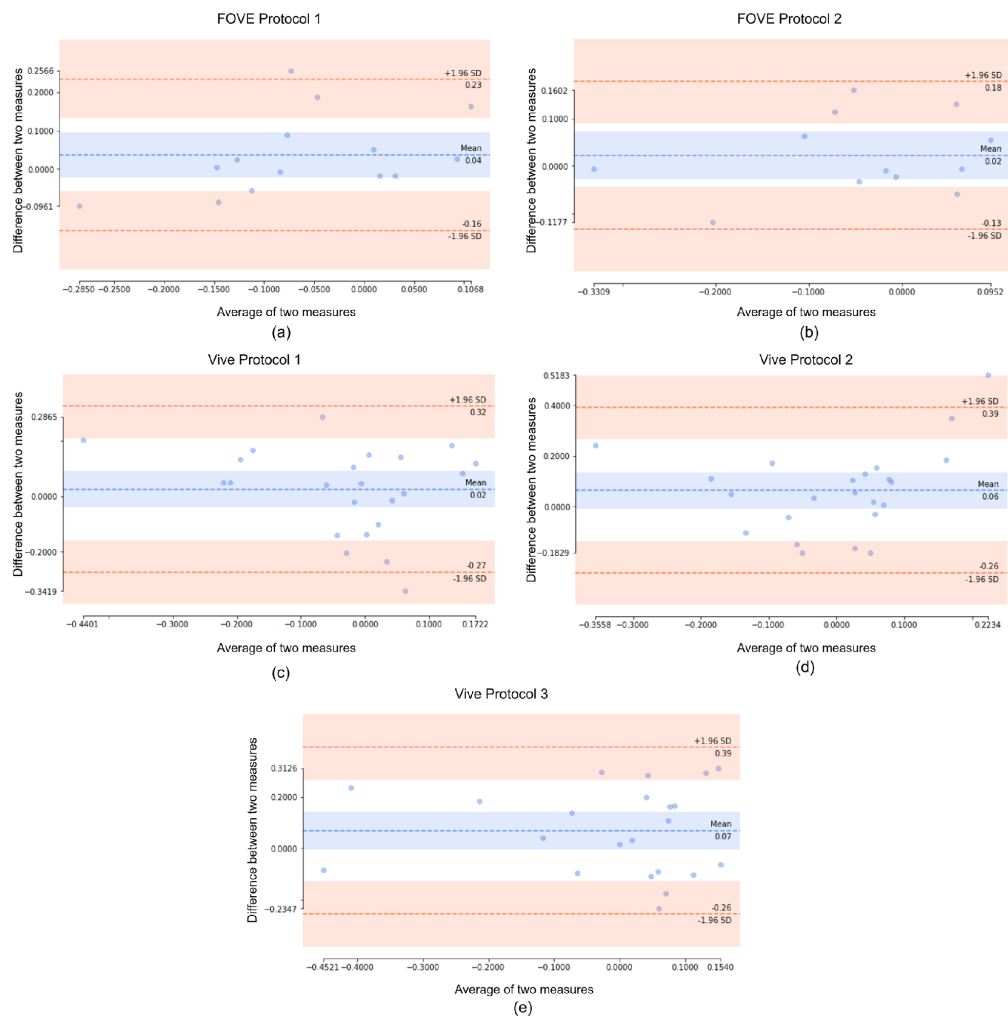 FOVE Protocol 1
Difference between two measures
0.2566
0.2000
0.1000
0.0000
−0.0961
+1.96 SD
0.23
Mean
0.04
-0.16
-1.96 SD
−0.2850 −0.2500 −0.2000 −0.1500 −0.1000 −0.0500 0.0000 0.0500 0.1068
Average of two measures
(a)
FOVE Protocol 2
Difference between two measures
0.1602
0.1000
0.0000
−0.1177
+1.96 SD
0.18
Mean
0.02
-0.13
-1.96 SD
−0.3309 −0.2000 −0.1000 0.0000 0.0952
Average of two measures
(b)
Vive Protocol 1
Difference between two measures
0.2865
0.0000
−0.2000
−0.3419
+1.96 SD
0.32
Mean
0.02
-0.27
-1.96 SD
−0.4401 −0.3000 −0.2000 −0.1000 0.0000 0.1000 0.1722
Average of two measures
(c)
Vive Protocol 2
Difference between two measures
0.5183
0.4000
0.2000
0.0000
−0.1829
+1.96 SD
0.39
Mean
0.06
-0.26
-1.96 SD
−0.3558 −0.3000 −0.2000 −0.1000 0.0000 0.1000 0.2234
Average of two measures
(d)
Vive Protocol 3
Difference between two measures
0.3126
0.2000
0.0000
−0.2347
+1.96 SD
0.39
Mean
0.07
-0.26
-1.96 SD
−0.4521 −0.4000 −0.3000 −0.2000 −0.1000 0.0000 0.1000 0.1540
Average of two measures
(e)